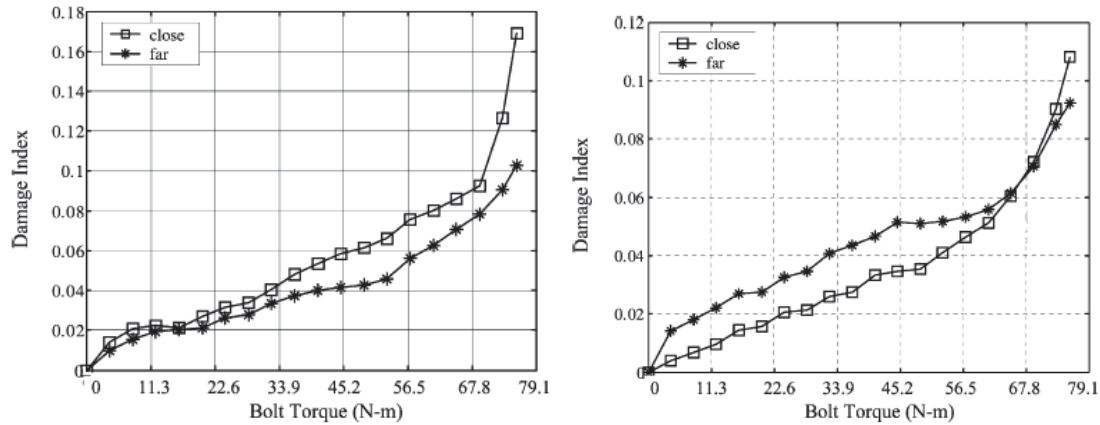 0.18
0.16
0.14
0.12
0.1
0.08
0.06
0.04
0.02
0
Damage Index
close
far
0 11.3 22.6 33.9 45.2 56.5 67.8 79.1
Bolt Torque (N-m)
0.12
0.1
0.08
0.06
0.04
0.02
0
Damage Index
close
far
0 11.3 22.6 33.9 45.2 56.5 67.8 79.1
Bolt Torque (N-m)